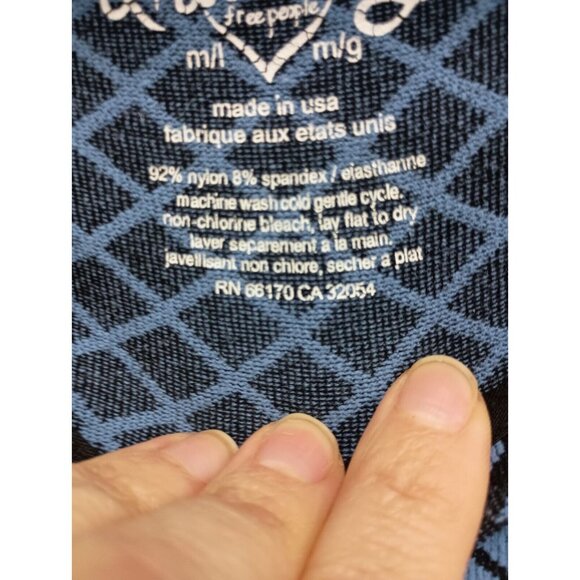 free people
m/l m/g
made in usa
fabrique aux etats unis
92% nylon 8% spandex / elasthanne
machine wash cold gentle cycle.
non-chlorine bleach, lay flat to dry
laver separement a la main.
javellisant non chlore, secher a plat
RN 66170 CA 32054